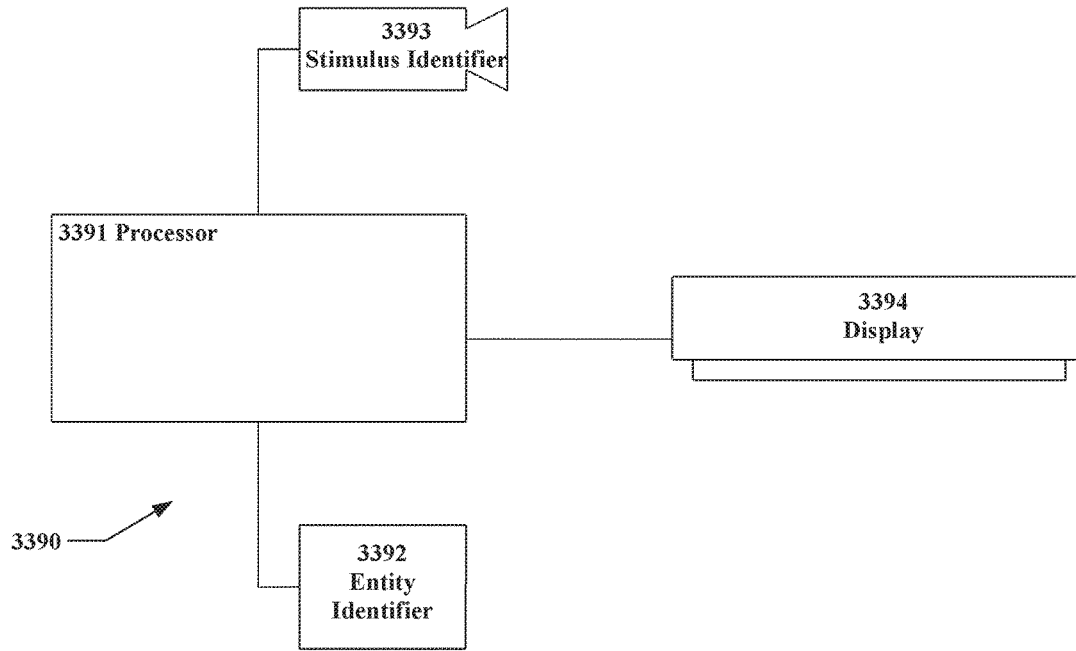 3393
Stimulus Identifier
3391 Processor
3394
Display
3390
3392
Entity
Identifier